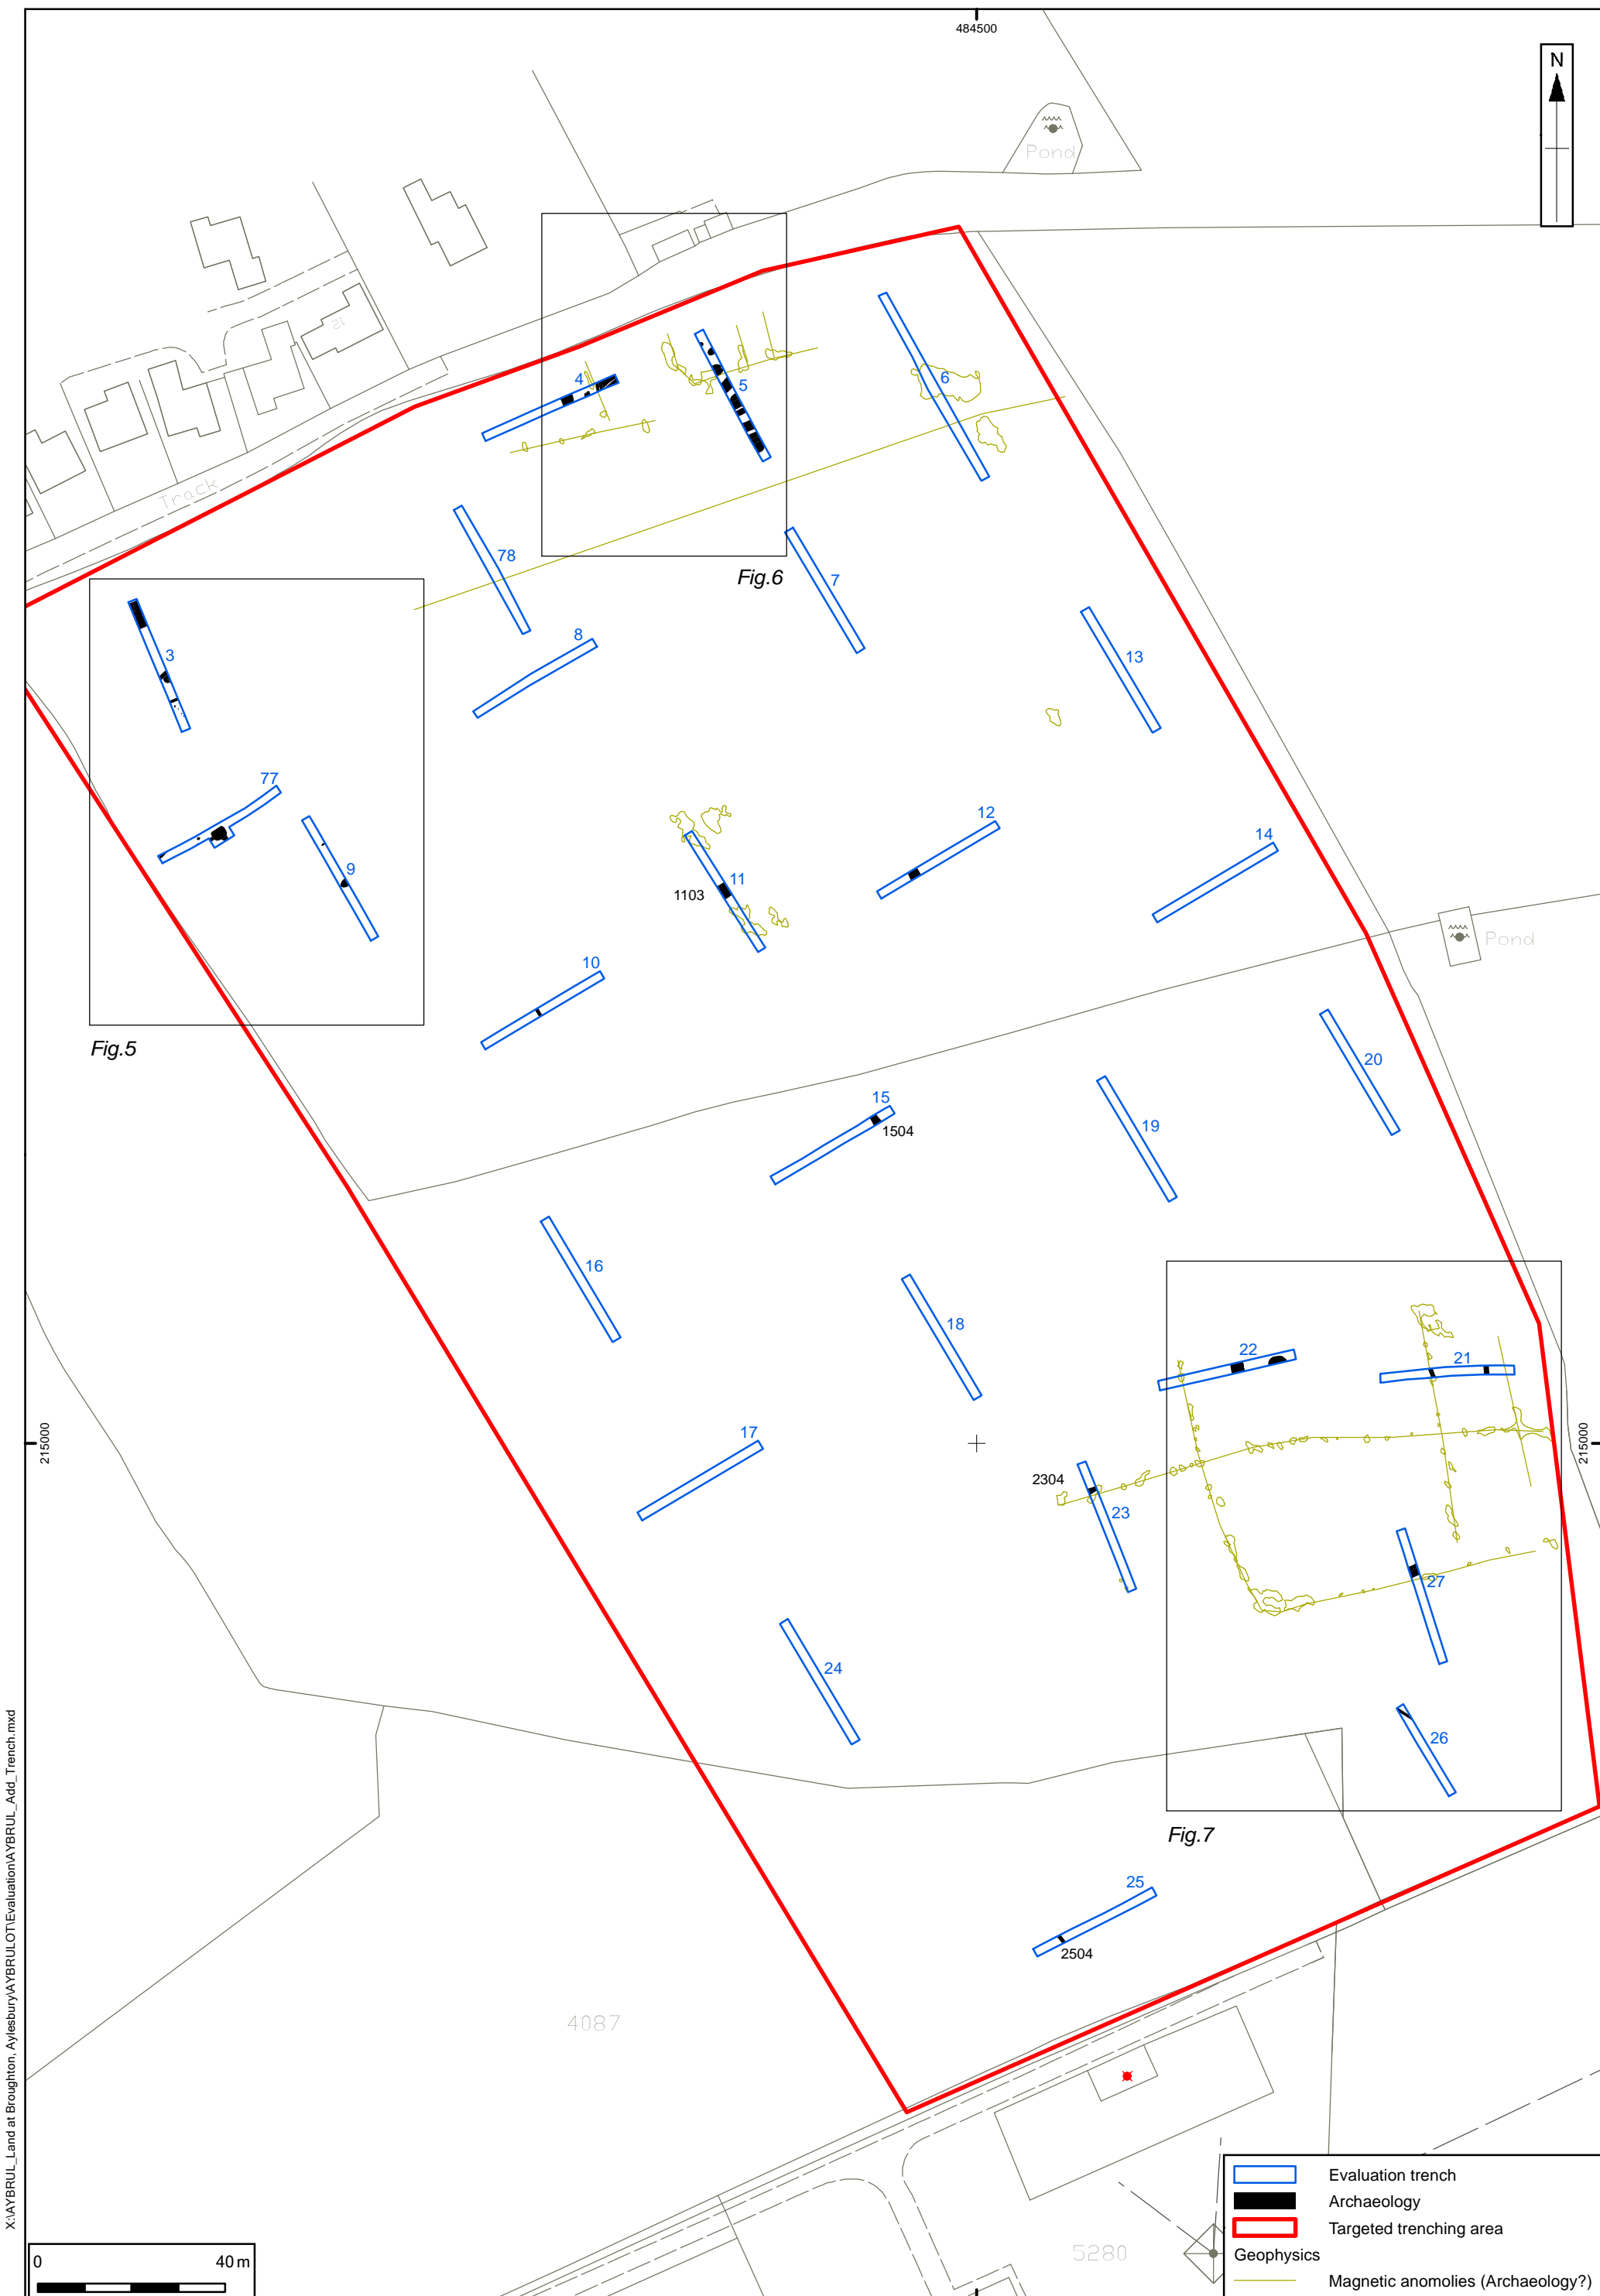 484500
N
Pond
21
4
5
6
Track
78
7
Fig.6
3
8
13
77
12
14
9
11
1103
Pond
10
Fig.5
20
15
19
1504
16
18
22
21
215000
17
215000
2304
23
27
24
26
Fig.7
25
2504
4087
5280
X:\AYBRUL_Land at Broughton, Aylesbury\AYBRULOT\Evaluation\AYBRUL_Add_Trench.mxd
0 40 m
Evaluation trench
Archaeology
Targeted trenching area
Geophysics
Magnetic anomolies (Archaeology?)